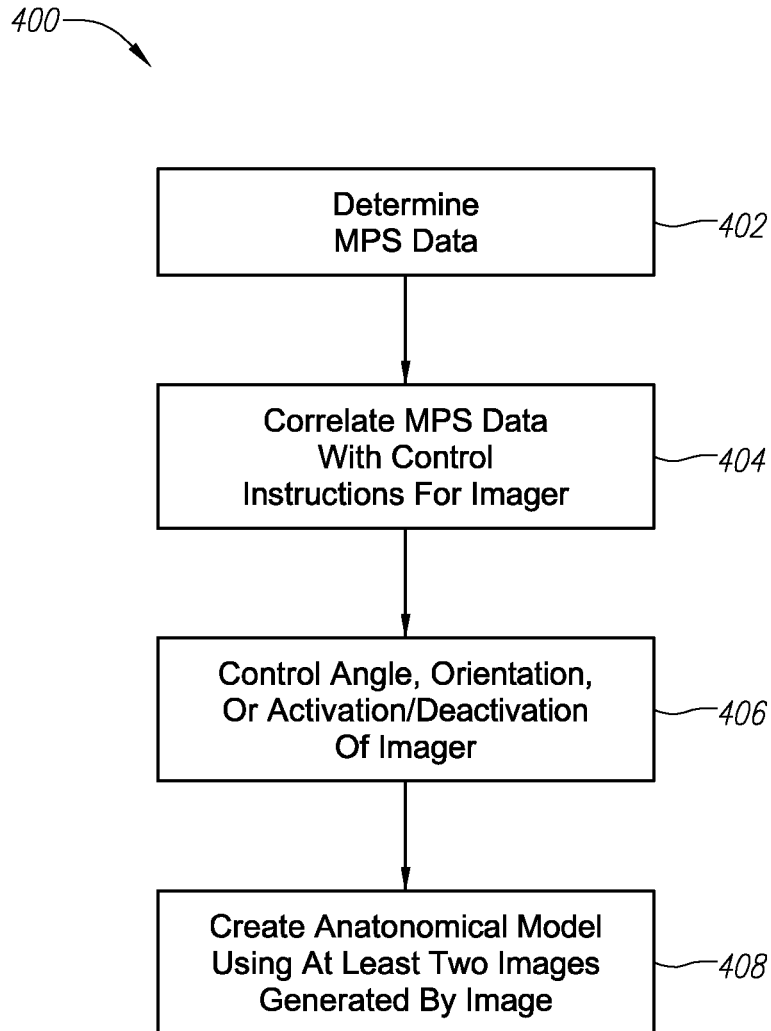 400
Determine
MPS Data
402
Correlate MPS Data
With Control
Instructions For Imager
404
Control Angle, Orientation,
Or Activation/Deactivation
Of Imager
406
Create Anatonomical Model
Using At Least Two Images
Generated By Image
408